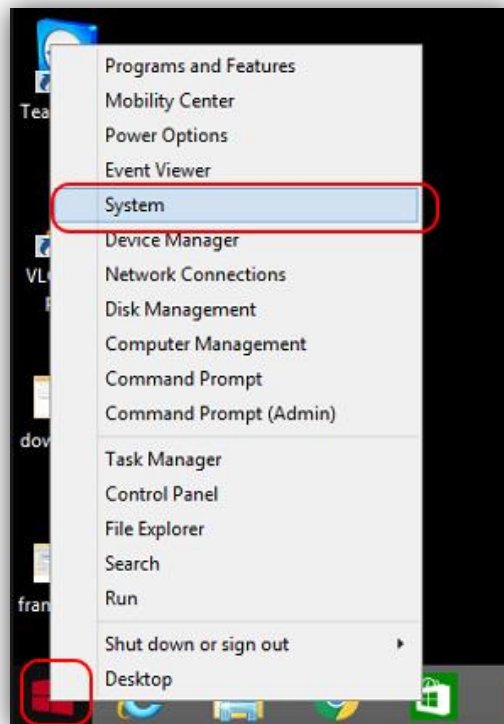 Programs and Features
Mobility Center
Power Options
Event Viewer
System
Device Manager
Network Connections
Disk Management
Computer Management
Command Prompt
Command Prompt (Admin)
Task Manager
Control Panel
File Explorer
Search
Run
Shut down or sign out
Desktop